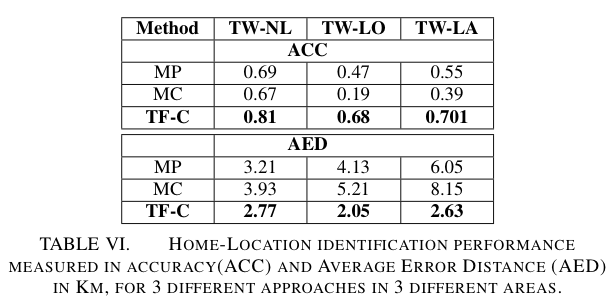 Method TW-NL TW-LO TW-LA
ACC
MP 0.69 0.47 0.55
MC 0.67 0.19 0.39
TF-C 0.81 0.68 0.701
AED
MP 3.21 4.13 6.05
MC 3.93 5.21 8.15
TF-C 2.77 2.05 2.63
TABLE VI. HOME-LOCATION IDENTIFICATION PERFORMANCE
MEASURED IN ACCURACY(ACC) AND AVERAGE ERROR DISTANCE (AED)
IN KM, FOR 3 DIFFERENT APPROACHES IN 3 DIFFERENT AREAS.